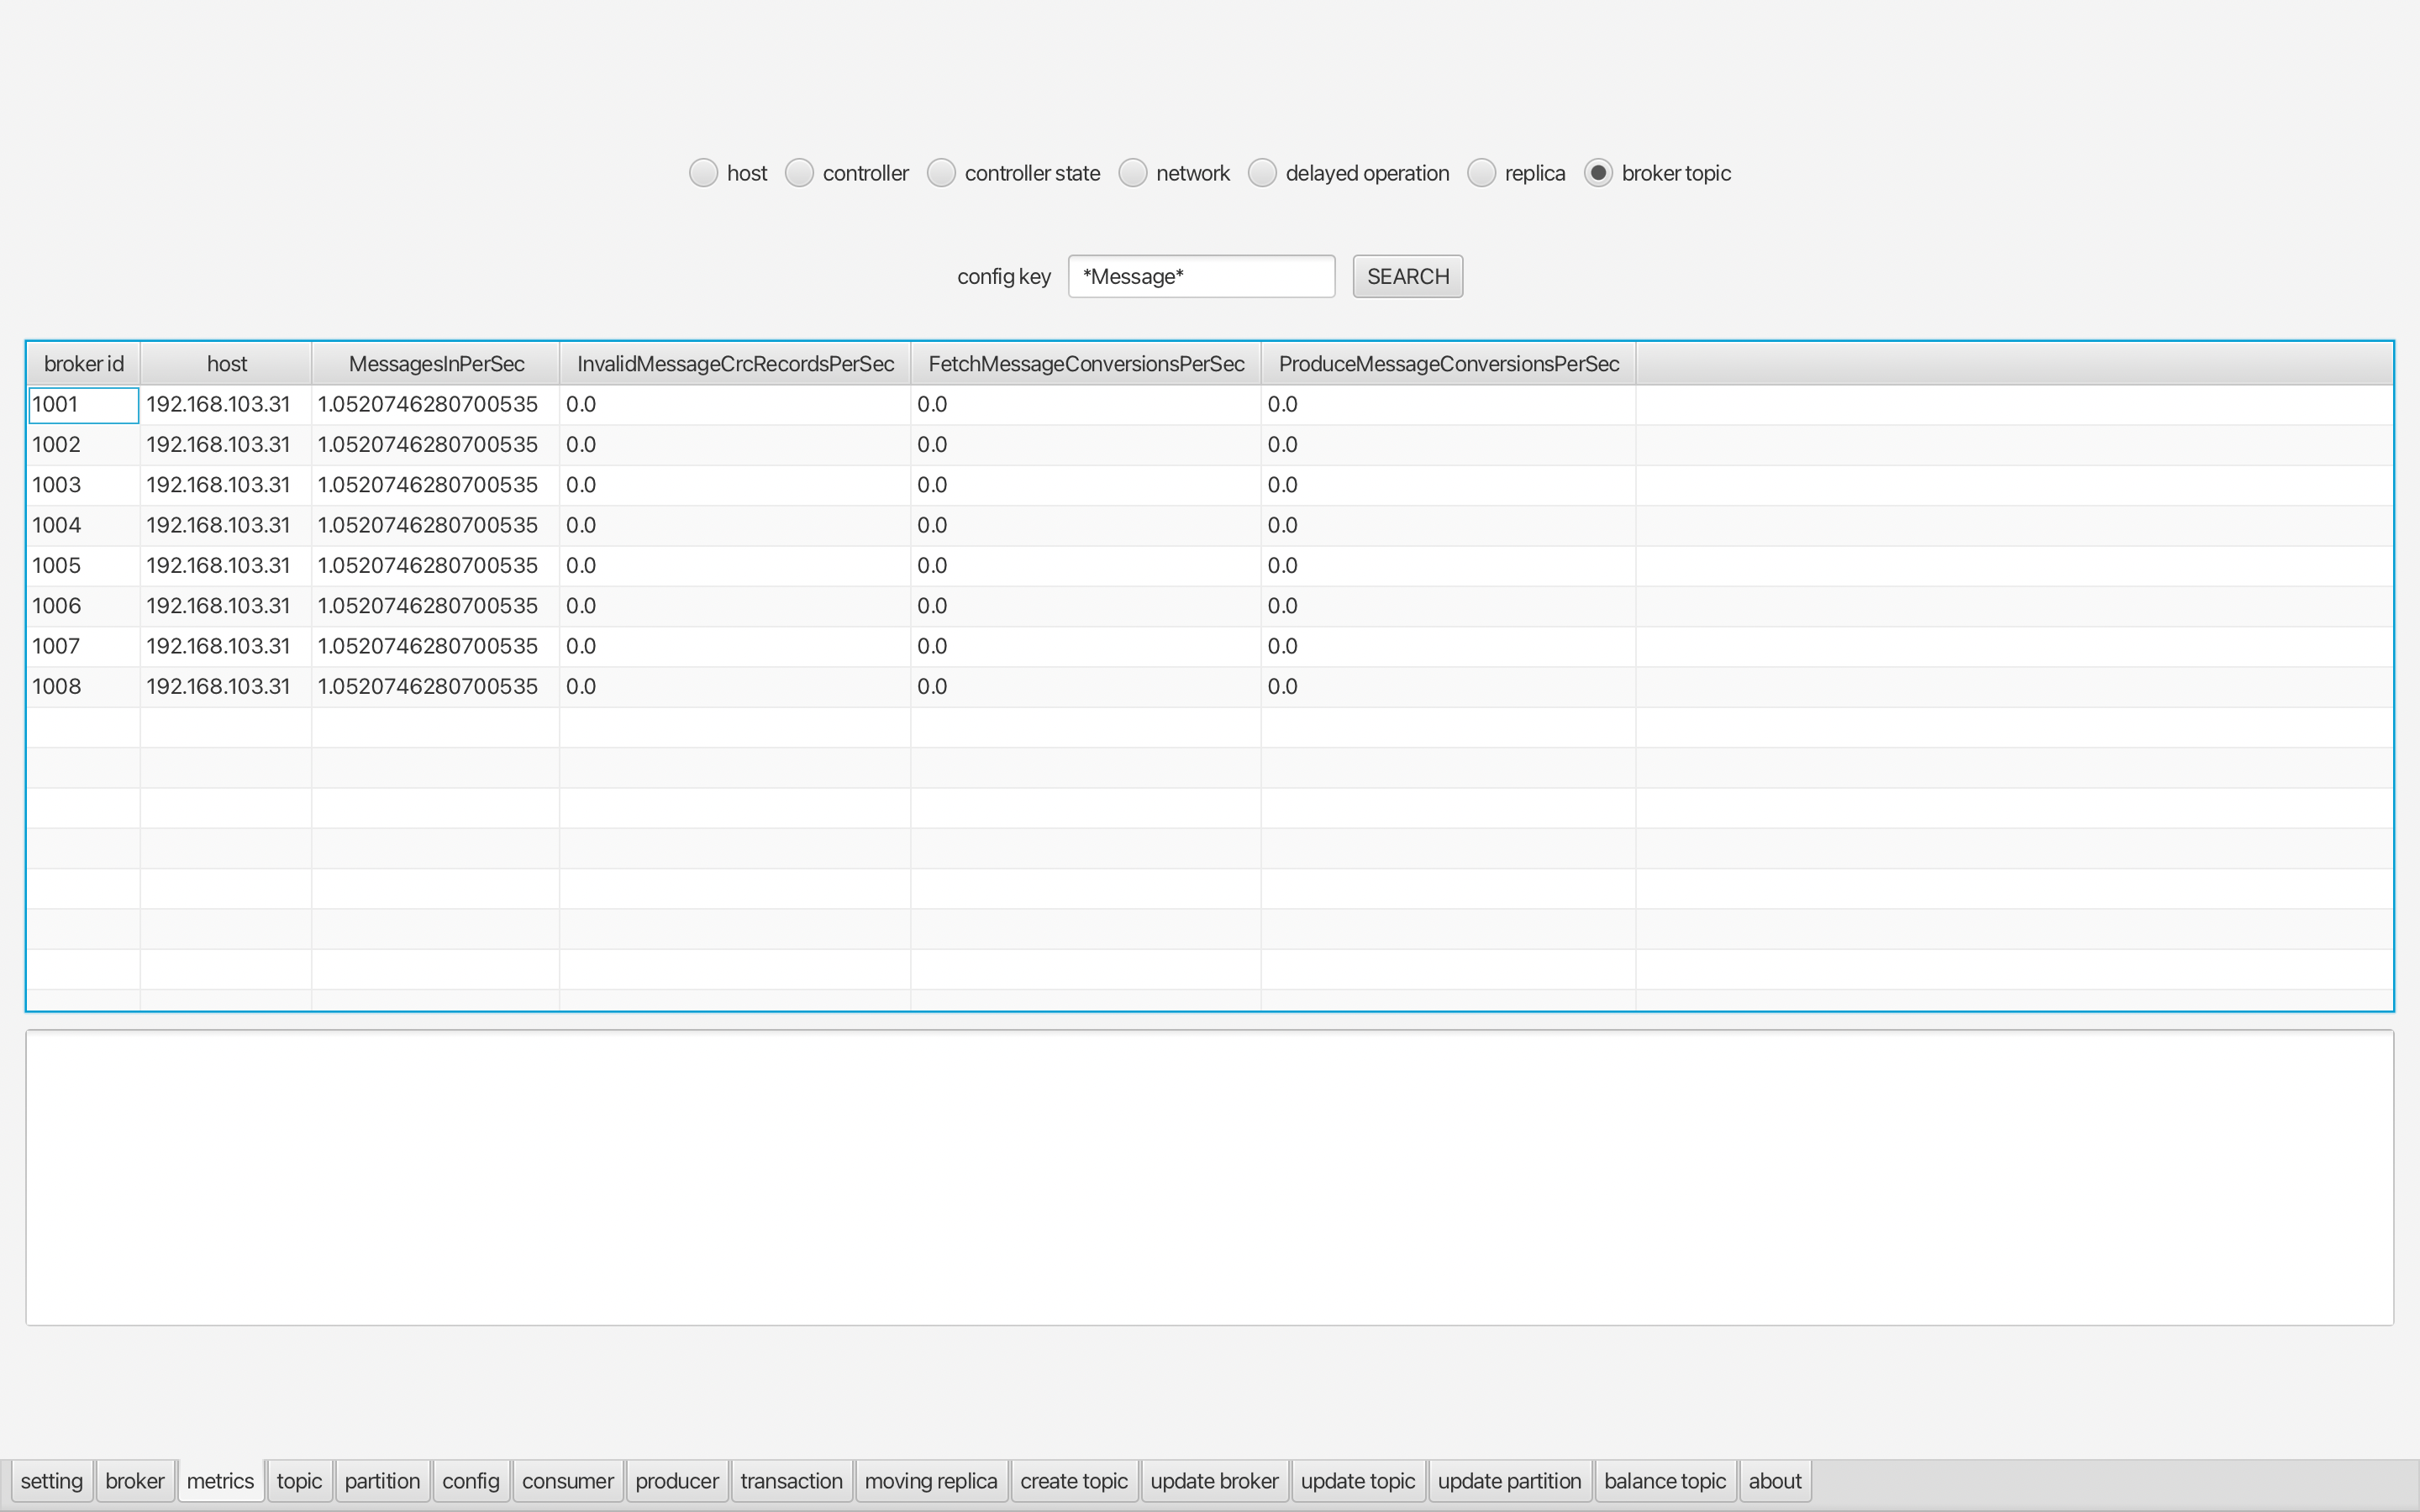 host controller controller state network delayed operation replica broker topic
config key *Message* SEARCH
broker id host MessagesInPerSec InvalidMessageCrcRecordsPerSec FetchMessageConversionsPerSec ProduceMessageConversionsPerSec
1001 192.168.103.31 1.0520746280700535 0.0 0.0 0.0
1002 192.168.103.31 1.0520746280700535 0.0 0.0 0.0
1003 192.168.103.31 1.0520746280700535 0.0 0.0 0.0
1004 192.168.103.31 1.0520746280700535 0.0 0.0 0.0
1005 192.168.103.31 1.0520746280700535 0.0 0.0 0.0
1006 192.168.103.31 1.0520746280700535 0.0 0.0 0.0
1007 192.168.103.31 1.0520746280700535 0.0 0.0 0.0
1008 192.168.103.31 1.0520746280700535 0.0 0.0 0.0
setting broker metrics topic partition config consumer producer transaction moving replica create topic update broker update topic update partition balance topic about